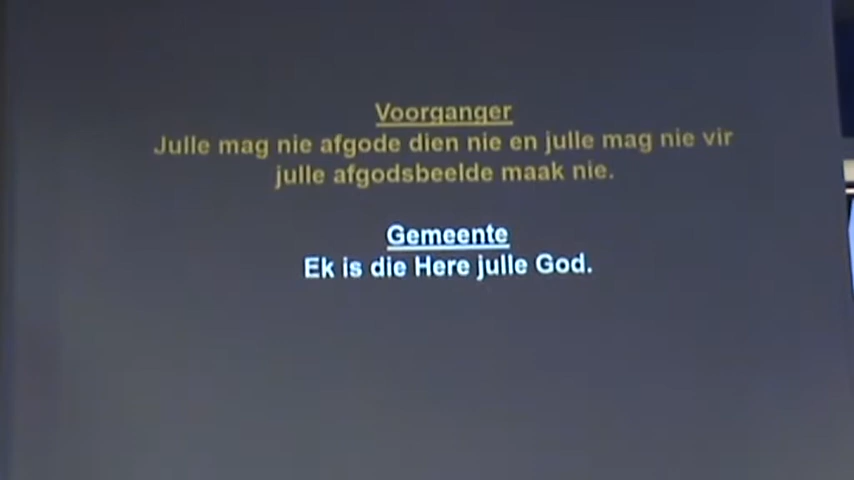 Voorganger
Julle mag nie afgode dien nie en julle mag nie vir
julle afgodsbeelde maak nie.
Gemeente
Ek is die Here julle God.